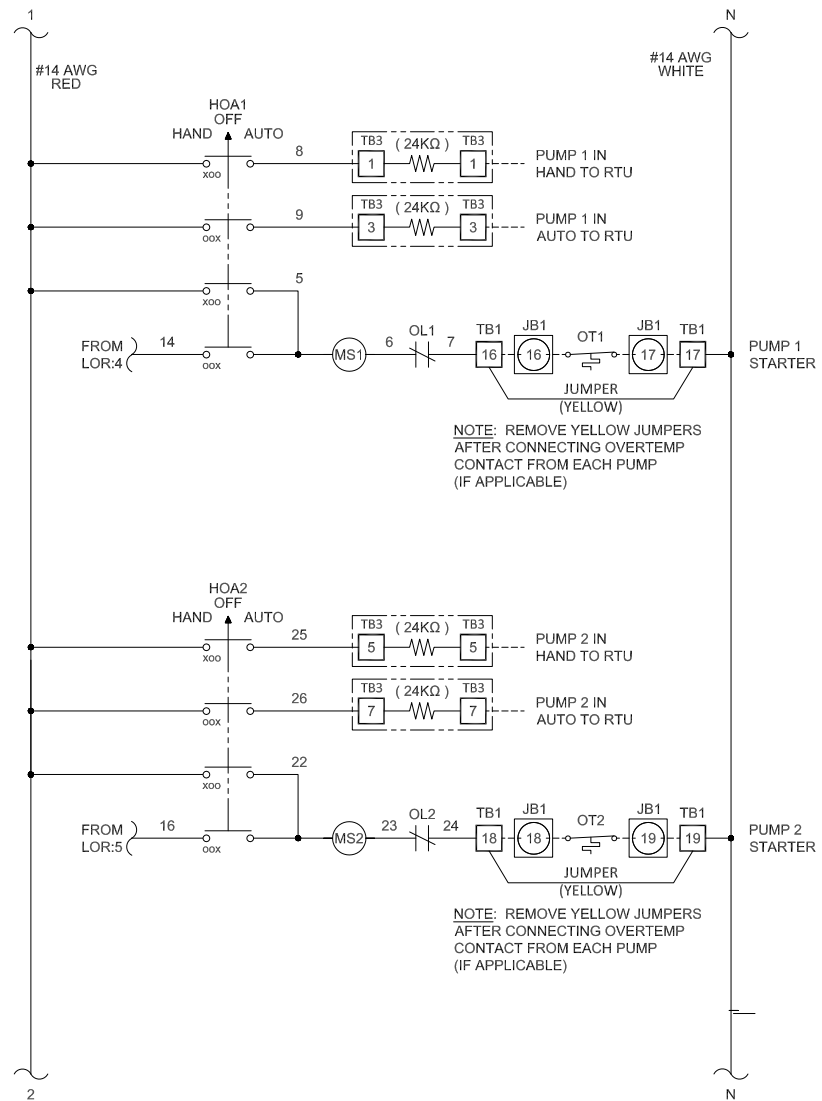 1 N
#14 AWG
RED
#14 AWG
WHITE
HOA1
OFF
HAND AUTO
8
xoo
TB3 ( 24KΩ ) TB3
1 1
PUMP 1 IN
HAND TO RTU
9
oox
TB3 ( 24KΩ ) TB3
3 3
PUMP 1 IN
AUTO TO RTU
5
xoo
FROM
LOR:4
14
oox
MS1
6
OL1
7
TB1
16
JB1
16
OT1
JB1
17
TB1
17
PUMP 1
STARTER
JUMPER
(YELLOW)
NOTE: REMOVE YELLOW JUMPERS
AFTER CONNECTING OVERTEMP
CONTACT FROM EACH PUMP
(IF APPLICABLE)
HOA2
OFF
HAND AUTO
25
xoo
TB3 ( 24KΩ ) TB3
5 5
PUMP 2 IN
HAND TO RTU
26
oox
TB3 ( 24KΩ ) TB3
7 7
PUMP 2 IN
AUTO TO RTU
22
xoo
FROM
LOR:5
16
oox
MS2
23
OL2
24
TB1
18
JB1
18
OT2
JB1
19
TB1
19
PUMP 2
STARTER
JUMPER
(YELLOW)
NOTE: REMOVE YELLOW JUMPERS
AFTER CONNECTING OVERTEMP
CONTACT FROM EACH PUMP
(IF APPLICABLE)
2 N